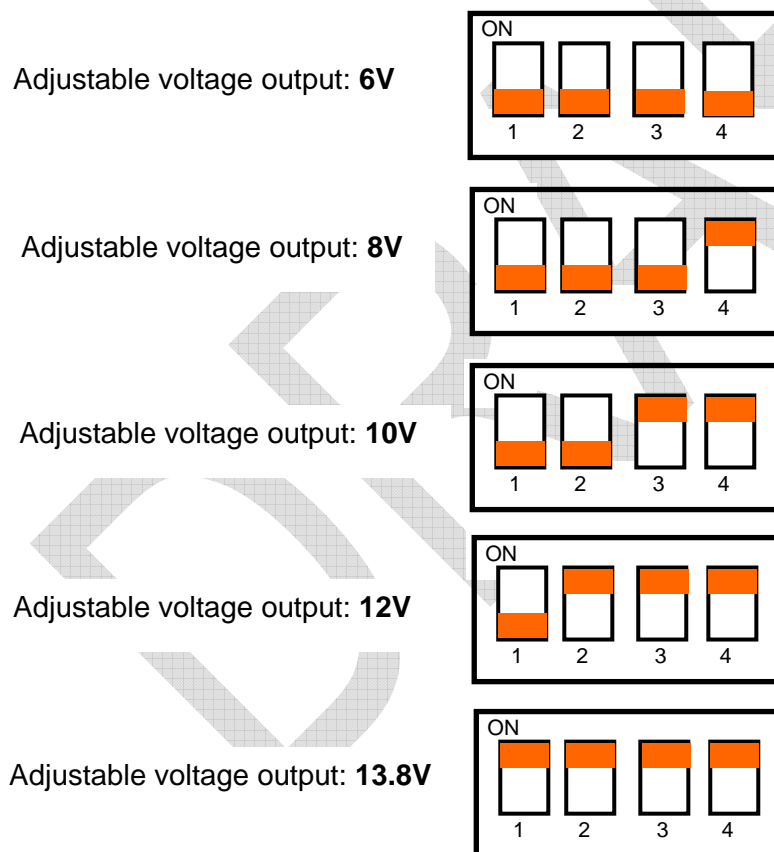 ON
Adjustable voltage output: 6V
1 2 3 4
ON
Adjustable voltage output: 8V
1 2 3 4
ON
Adjustable voltage output: 10V
1 2 3 4
ON
Adjustable voltage output: 12V
1 2 3 4
ON
Adjustable voltage output: 13.8V
1 2 3 4